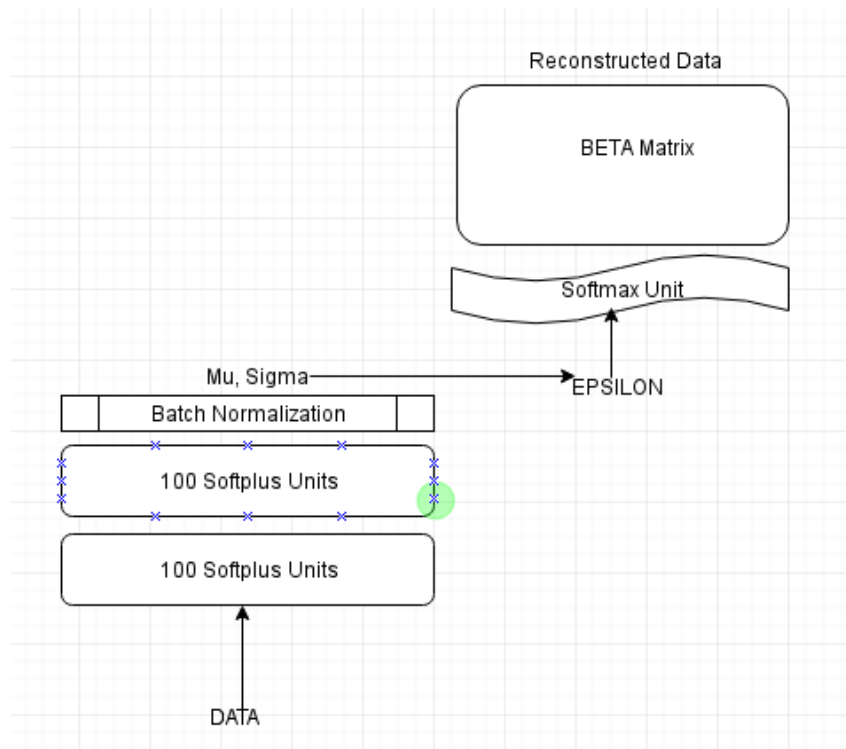 Reconstructed Data
BETA Matrix
Softmax Unit
Mu, Sigma
EPSILON
Batch Normalization
100 Softplus Units
100 Softplus Units
DATA